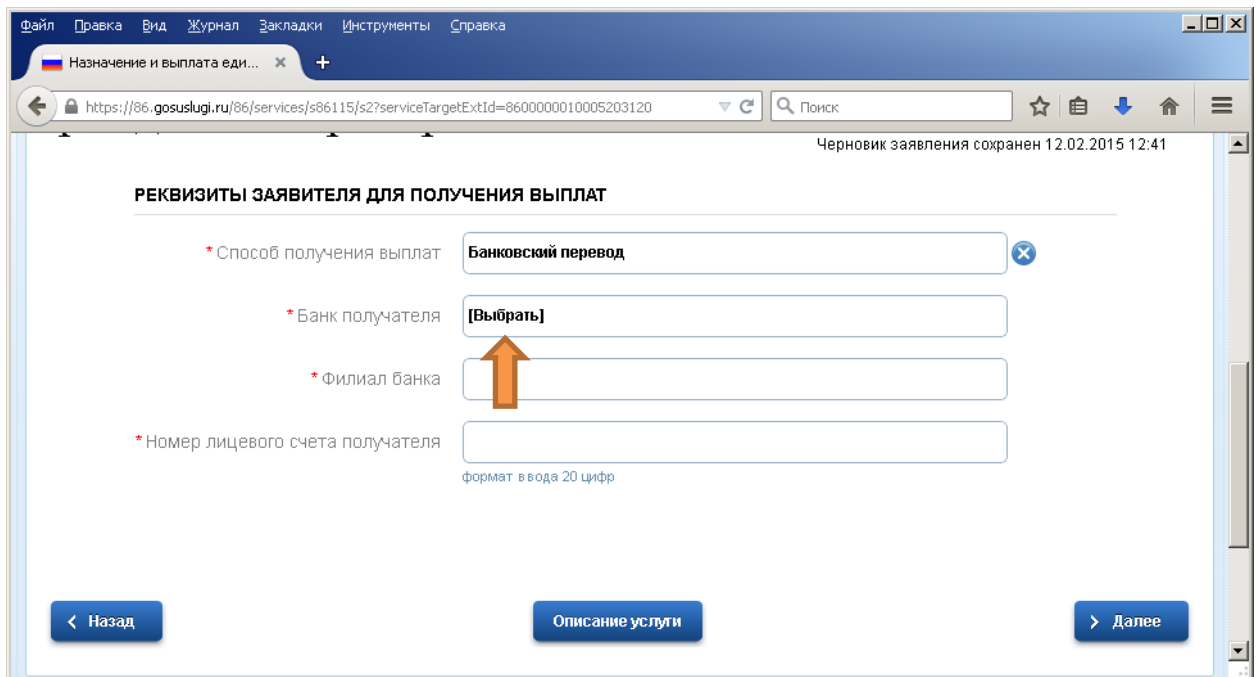 Файл Правка Вид Журнал Закладки Инструменты Справка
Назначение и выплата еди...
https://86.gosuslugi.ru/86/services/s86115/s2?serviceTargetExtId=8600000010005203120
Поиск
Черновик заявления сохранен 12.02.2015 12:41
РЕКВИЗИТЫ ЗАЯВИТЕЛЯ ДЛЯ ПОЛУЧЕНИЯ ВЫПЛАТ
* Способ получения выплат Банковский перевод
* Банк получателя [Выбрать]
* Филиал банка
* Номер лицевого счета получателя
формат ввода 20 цифр
Назад Описание услуги Далее